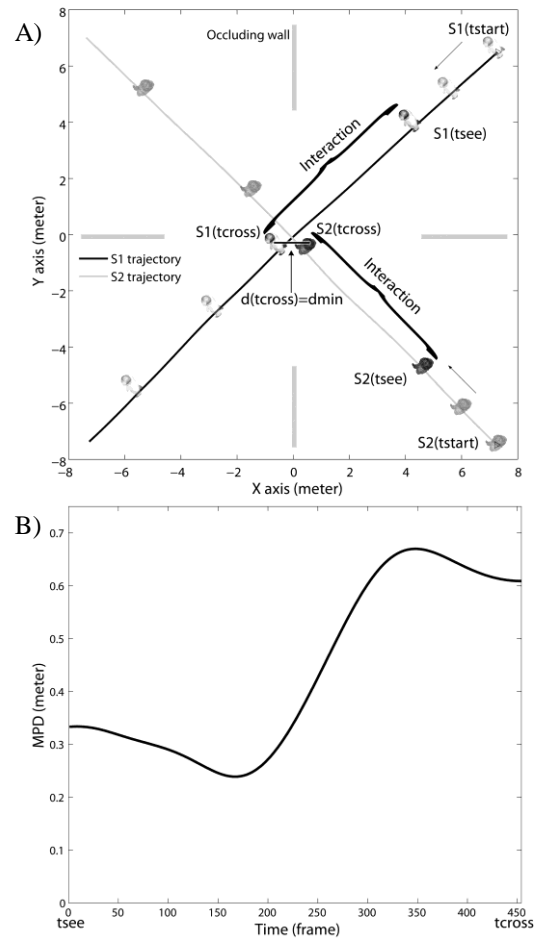 A)
8
6
4
2
0
−2
−4
−6
−8
Y axis (meter)
Occluding wall
S1(tstart)
S1(tsee)
Interaction
S1(tcross)
S2(tcross)
S1 trajectory
S2 trajectory
d(tcross)=dmin
Interaction
S2(tsee)
S2(tstart)
−8 −6 −4 −2 0 2 4 6 8
X axis (meter)
B)
0.7
0.6
0.5
0.4
0.3
0.2
0.1
0
MPD (meter)
0 50 100 150 200 250 300 350 400 450
tsee Time (frame) tcross